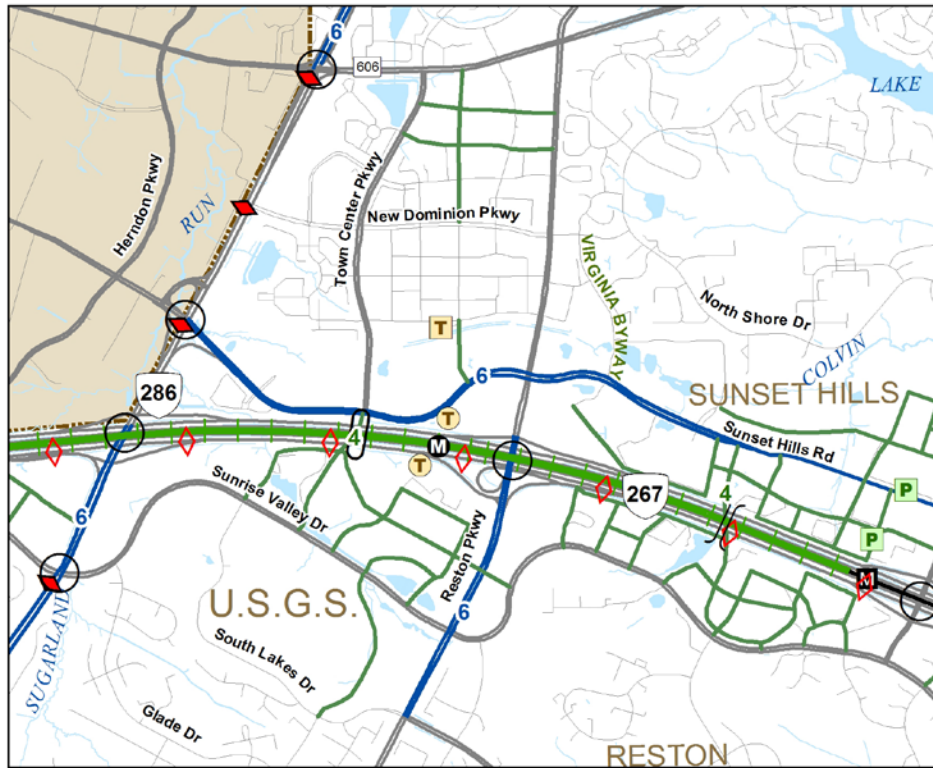 6
606
LAKE
Herndon Pkwy
RUN
Town Center Pkwy
New Dominion Pkwy
VIRGINIA BYWAY
North Shore Dr
COLVIN
T
6
286
SUNSET HILLS
T
4
M
Sunset Hills Rd
T
267
4
P
Sunrise Valley Dr
6
P
M
Reston Pkwy
U.S.G.S.
6
SUGARLAND
South Lakes Dr
Glade Dr
RESTON